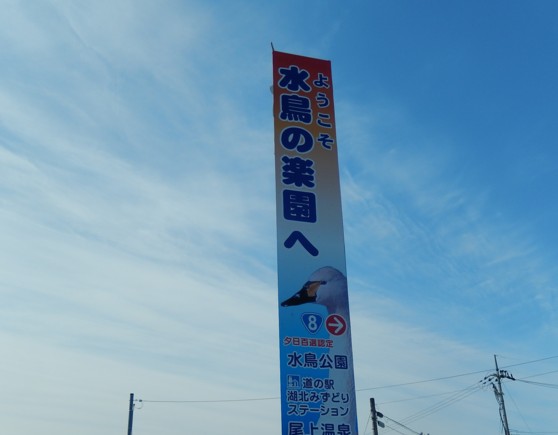 ようこそ
水鳥の楽園へ
8
夕日百選認定
水鳥公園
道の駅
湖北みずどり
ステーション
尾上温泉